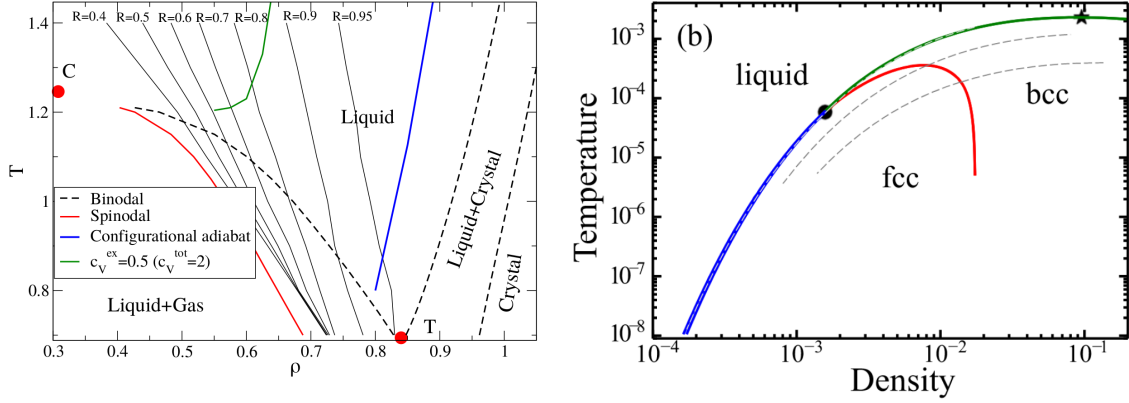 R=0.4 R=0.5 R=0.6 R=0.7 R=0.8 R=0.9 R=0.95
1.4
C
1.2
T
1
0.8
Liquid
Liquid+Crystal
Crystal
Binodal
Spinodal
Configurational adiabat
c_V^ex=0.5 (c_V^tot=2)
Liquid+Gas
T
0.3 0.4 0.5 0.6 0.7 0.8 0.9 1
ρ
(b)
liquid
bcc
fcc
Temperature
10^-3
10^-4
10^-5
10^-6
10^-7
10^-8
10^-4 10^-3 10^-2 10^-1
Density